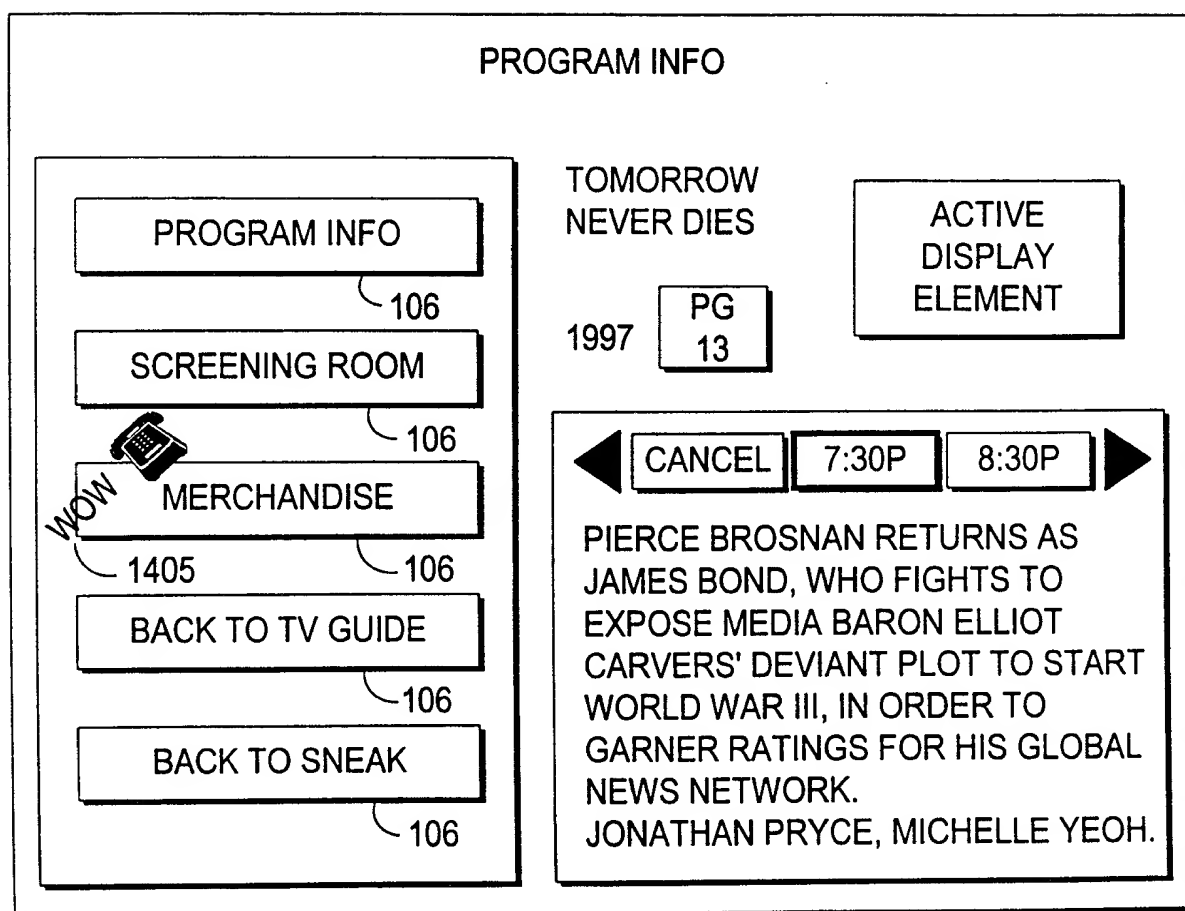 PROGRAM INFO
PROGRAM INFO
106
SCREENING ROOM
106
WOW
MERCHANDISE
1405
106
BACK TO TV GUIDE
106
BACK TO SNEAK
106
TOMORROW
NEVER DIES
1997
PG
13
ACTIVE
DISPLAY
ELEMENT
CANCEL
7:30P
8:30P
PIERCE BROSNAN RETURNS AS
JAMES BOND, WHO FIGHTS TO
EXPOSE MEDIA BARON ELLIOT
CARVERS' DEVIANT PLOT TO START
WORLD WAR III, IN ORDER TO
GARNER RATINGS FOR HIS GLOBAL
NEWS NETWORK.
JONATHAN PRYCE, MICHELLE YEOH.